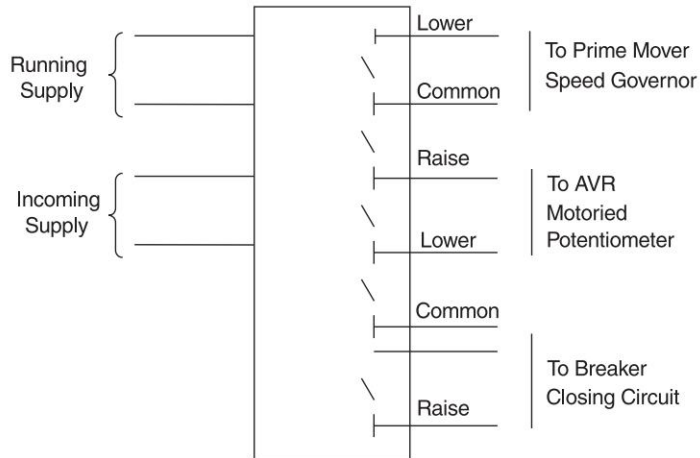 Running
Supply
Incoming
Supply
Lower
Common
Raise
Lower
Common
Raise
To Prime Mover
Speed Governor
To AVR
Motoried
Potentiometer
To Breaker
Closing Circuit